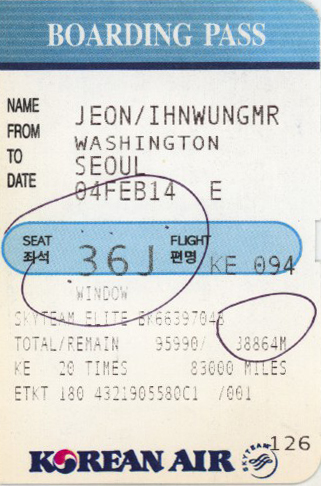 BOARDING PASS
NAME JEON/IHNWUNGMR
FROM WASHINGTON
TO SEOUL
DATE 04FEB14 E
SEAT 좌석 36J FLIGHT 편명 KE 094
WINDOW
SKYTEAM ELITE BK66397048
TOTAL/REMAIN 95990/ 38864M
KE 20 TIMES 83000 MILES
ETKT 180 4321905580C1 /001
126
KOREAN AIR SKYTEAM